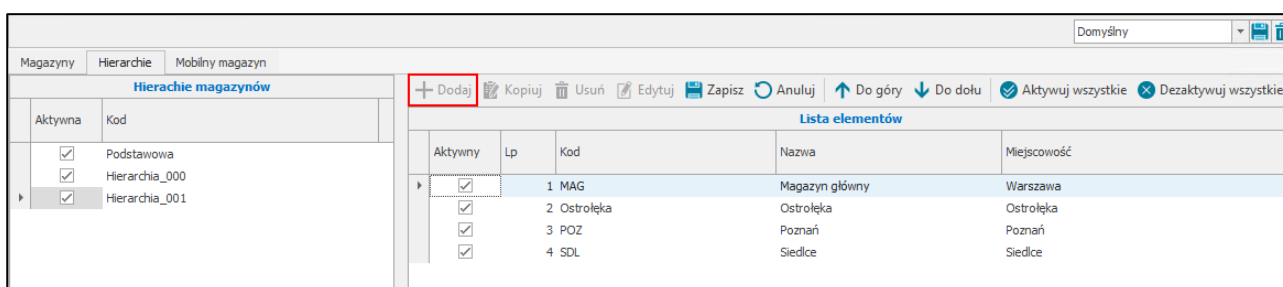 Domyślny
Magazyny Hierarchie Mobilny magazyn
Hierachie magazynów
Aktywna Kod
Podstawowa
Hierarchia_000
Hierarchia_001
Dodaj Kopiuj Usuń Edytuj Zapisz Anuluj Do góry Do dołu Aktywuj wszystkie Dezaktywuj wszystkie
Lista elementów
Aktywny Lp Kod Nazwa Miejscowość
1 MAG Magazyn główny Warszawa
2 Ostrołęka Ostrołęka Ostrołęka
3 POZ Poznań Poznań
4 SDL Siedlce Siedlce